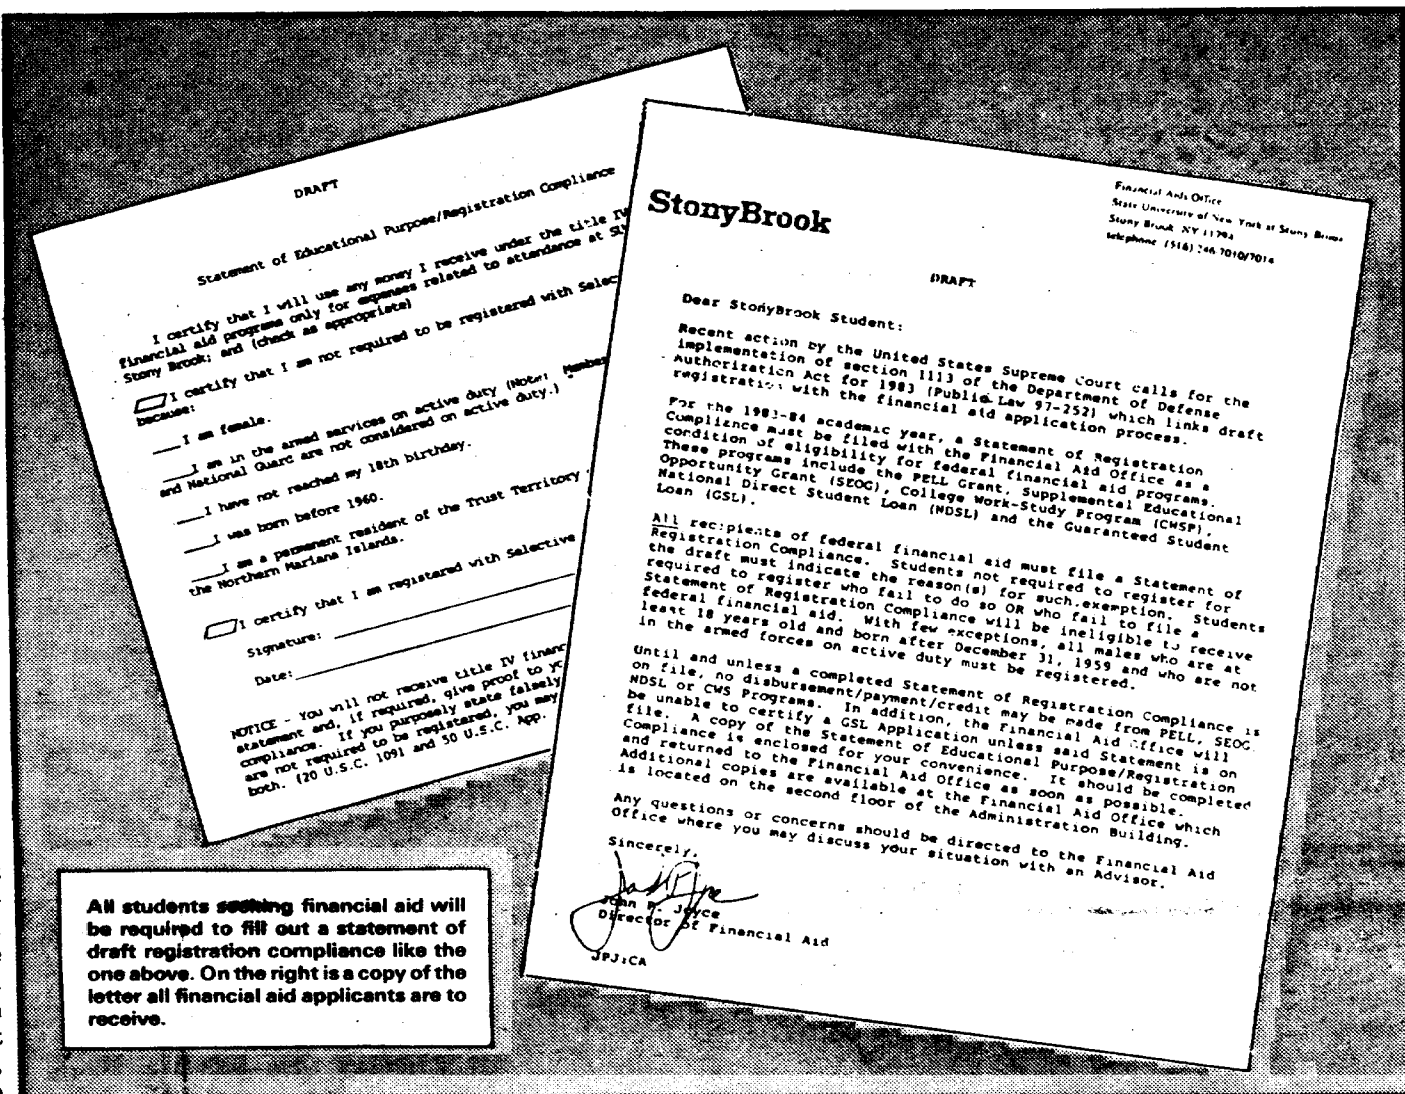 DRAFT
Statement of Educational Purpose/Registration Compliance
I certify that I will use any money I receive under the title IV
financial aid programs only for expenses related to attendance at SU
Stony Brook; and (check as appropriate)
I certify that I am not required to be registered with Selec
because:
I am female.
I am in the armed services on active duty (Note: Member
and National Guard are not considered on active duty.)
I have not reached my 18th birthday.
I was born before 1960.
I am a permanent resident of the Trust Territory
the Northern Mariana Islands.
I certify that I am registered with Selective
Signature:
Date:
NOTICE - You will not receive title IV financ
statement and, if required, give proof to yo
compliance. If you purposely state falsely
are not required to be registered, you may
both. (20 U.S.C. 1091 and 50 U.S.C. App.
StonyBrook
Financial Aids Office
State University of New York at Stony Brook
Stony Brook, NY 11794
telephone: (516) 246-7010/7014
DRAFT
Dear StonyBrook Student:
Recent action by the United States Supreme Court calls for the
implementation of section 1113 of the Department of Defense
Authorization Act for 1983 (Public Law 97-252) which links draft
registration with the financial aid application process.
For the 1983-84 academic year, a Statement of Registration
Compliance must be filed with the Financial Aid Office as a
condition of eligibility for federal financial aid programs.
These programs include the PELL Grant, Supplemental Educational
Opportunity Grant (SEOG), College Work-Study Program (CWSP),
National Direct Student Loan (NDSL) and the Guaranteed Student
Loan (GSL).
All recipients of federal financial aid must file a Statement of
Registration Compliance. Students not required to register for
the draft must indicate the reason(s) for such exemption. Students
required to register who fail to do so OR who fail to file a
Statement of Registration Compliance will be ineligible to receive
federal financial aid. With few exceptions, all males who are at
least 18 years old and born after December 31, 1959 and who are not
in the armed forces on active duty must be registered.
Until and unless a completed Statement of Registration Compliance is
on file, no disbursement/payment/credit may be made from PELL, SEOG,
NDSL or CWS Programs. In addition, the Financial Aid Office will
be unable to certify a GSL Application unless said Statement is on
file. A copy of the Statement of Educational Purpose/Registration
Compliance is enclosed for your convenience. It should be completed
and returned to the Financial Aid Office as soon as possible.
Additional copies are available at the Financial Aid Office which
is located on the second floor of the Administration Building.
Any questions or concerns should be directed to the Financial Aid
Office where you may discuss your situation with an Advisor.
Sincerely,
John P. Joyce
Director of Financial Aid
JPJ:CA
All students seeking financial aid will
be required to fill out a statement of
draft registration compliance like the
one above. On the right is a copy of the
letter all financial aid applicants are to
receive.